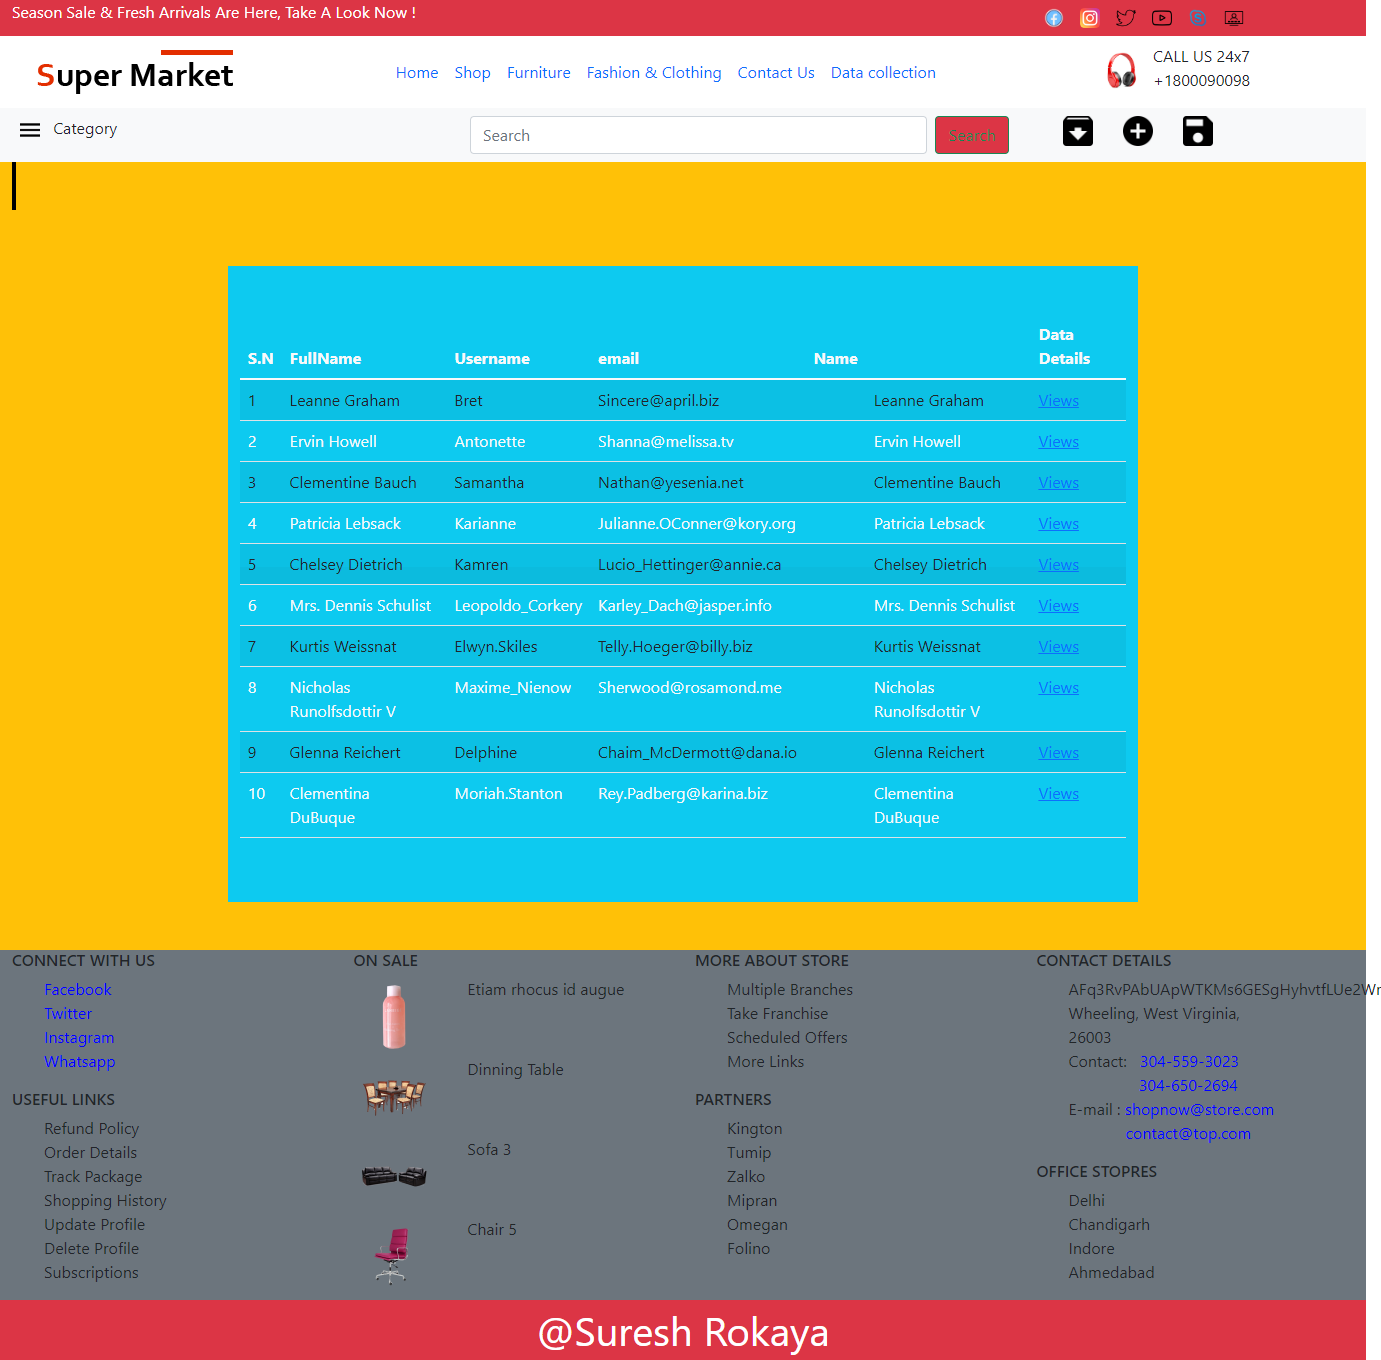 Season Sale & Fresh Arrivals Are Here, Take A Look Now !
Super Market
Home Shop Furniture Fashion & Clothing Contact Us Data collection
CALL US 24x7
+1800090098
Category
Search
Search
S.N FullName Username email Name Data Details
1 Leanne Graham Bret Sincere@april.biz Leanne Graham Views
2 Ervin Howell Antonette Shanna@melissa.tv Ervin Howell Views
3 Clementine Bauch Samantha Nathan@yesenia.net Clementine Bauch Views
4 Patricia Lebsack Karianne Julianne.OConner@kory.org Patricia Lebsack Views
5 Chelsey Dietrich Kamren Lucio_Hettinger@annie.ca Chelsey Dietrich Views
6 Mrs. Dennis Schulist Leopoldo_Corkery Karley_Dach@jasper.info Mrs. Dennis Schulist Views
7 Kurtis Weissnat Elwyn.Skiles Telly.Hoeger@billy.biz Kurtis Weissnat Views
8 Nicholas Runolfsdottir V Maxime_Nienow Sherwood@rosamond.me Nicholas Runolfsdottir V Views
9 Glenna Reichert Delphine Chaim_McDermott@dana.io Glenna Reichert Views
10 Clementina DuBuque Moriah.Stanton Rey.Padberg@karina.biz Clementina DuBuque Views
CONNECT WITH US
Facebook
Twitter
Instagram
Whatsapp
USEFUL LINKS
Refund Policy
Order Details
Track Package
Shopping History
Update Profile
Delete Profile
Subscriptions
ON SALE
Etiam rhocus id augue
Dinning Table
Sofa 3
Chair 5
MORE ABOUT STORE
Multiple Branches
Take Franchise
Scheduled Offers
More Links
PARTNERS
Kington
Tumip
Zalko
Mipran
Omegan
Folino
CONTACT DETAILS
Wheeling, West Virginia,
26003
Contact: 304-559-3023
304-650-2694
E-mail : shopnow@store.com
contact@top.com
OFFICE STOPRES
Delhi
Chandigarh
Indore
Ahmedabad
@Suresh Rokaya